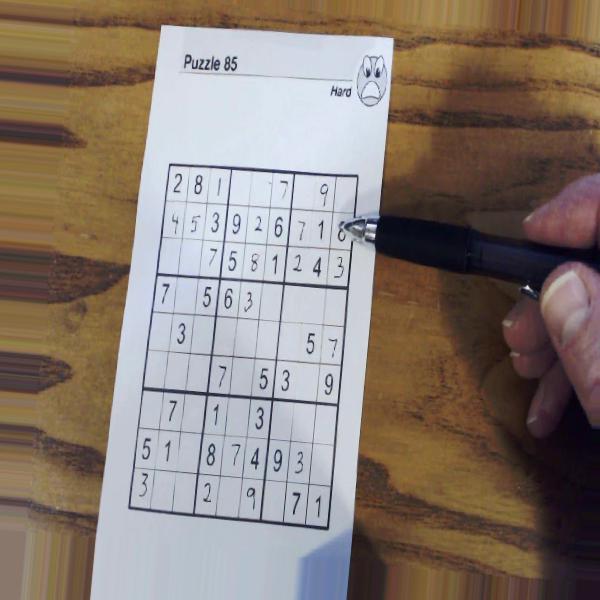 Puzzle 85
Hard
2 8 1 7 9
4 5 3 9 2 6 7 1 8
7 5 8 1 2 4 3
7 5 6 3
3 5 7
7 5 3 9
7 1 3
5 1 8 7 4 9 3
3 2 9 7 1